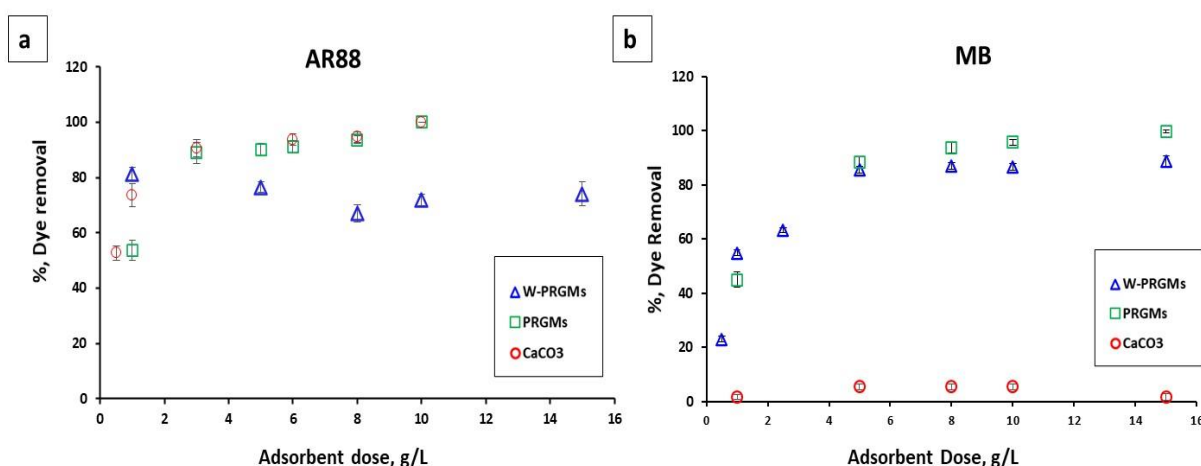 a
AR88
120
100
80
60
40
20
0
%, Dye removal
0 2 4 6 8 10 12 14 16
Adsorbent dose, g/L
W-PRGMs
PRGMs
CaCO3
b
MB
120
100
80
60
40
20
0
%, Dye Removal
0 2 4 6 8 10 12 14 16
Adsorbent Dose, g/L
W-PRGMs
PRGMs
CaCO3